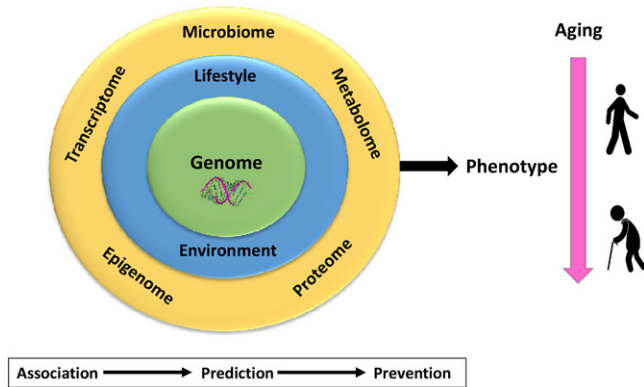 Microbiome
Aging
Lifestyle
Transcriptome
Metabolome
Genome
Phenotype
Environment
Epigenome
Proteome
Association
Prediction
Prevention